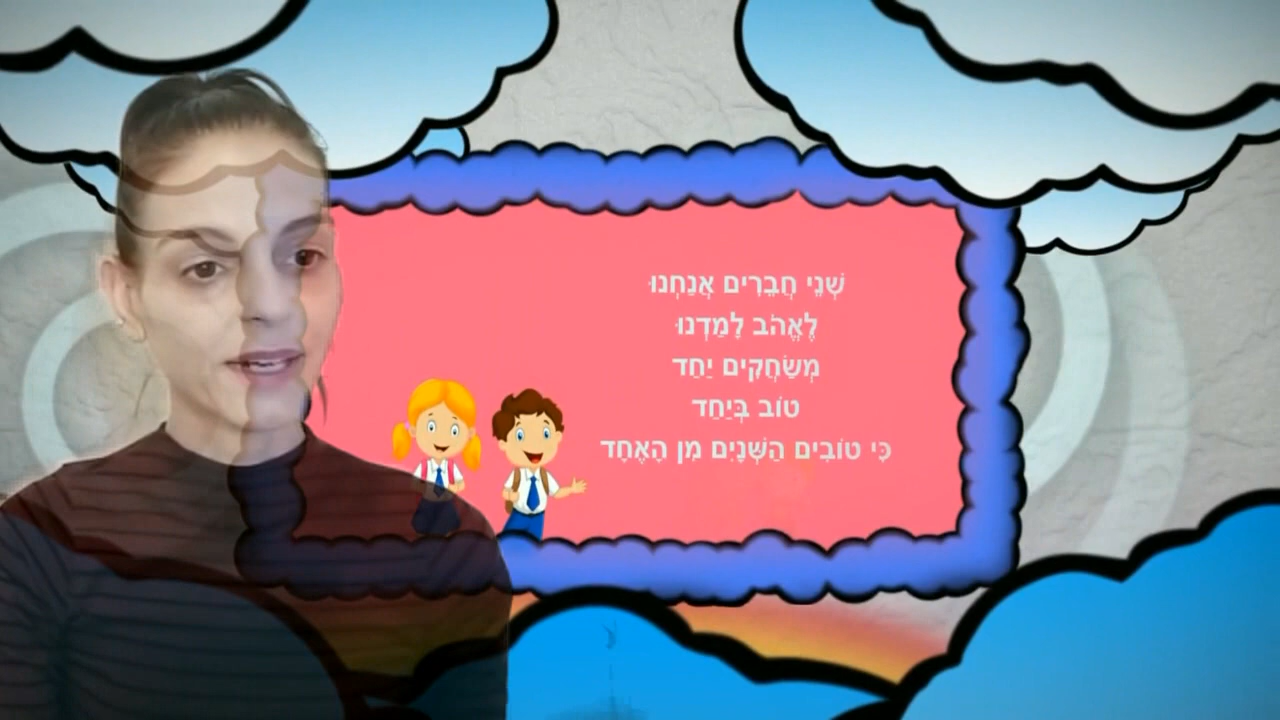 שְׁנֵי חֲבֵרִים אֲנַחְנוּ
לֶאֱהֹב לָמַדְנוּ
מְשַׂחֲקִים יַחַד
טוֹב בְּיַחַד
כִּי טוֹבִים הַשְּׁנַיִם מִן הָאֶחָד